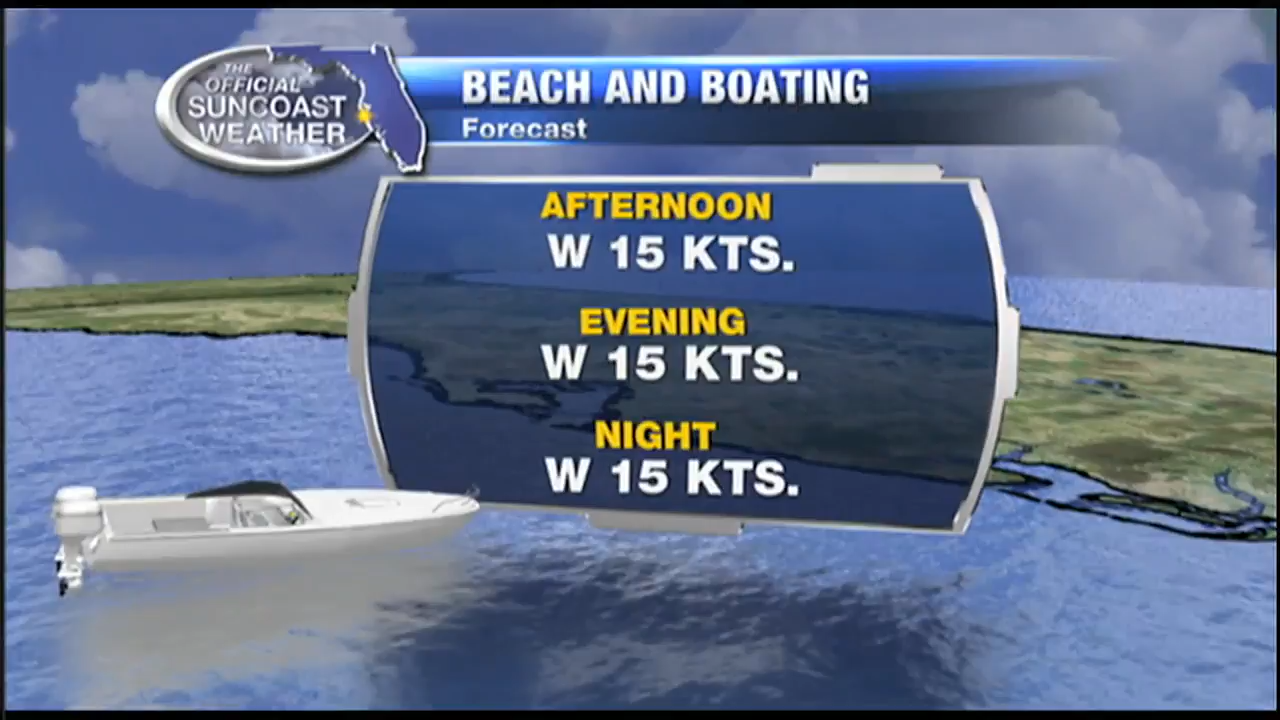 THE
OFFICIAL
SUNCOAST
WEATHER
BEACH AND BOATING
Forecast
AFTERNOON
W 15 KTS.
EVENING
W 15 KTS.
NIGHT
W 15 KTS.